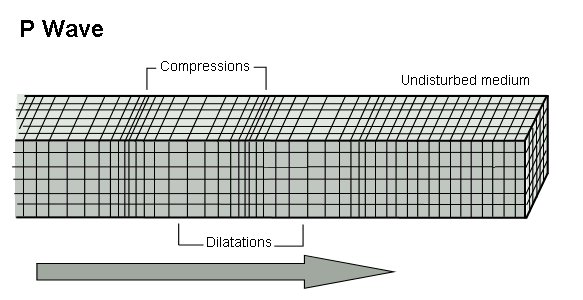 P Wave
Compressions
Undisturbed medium
Dilatations